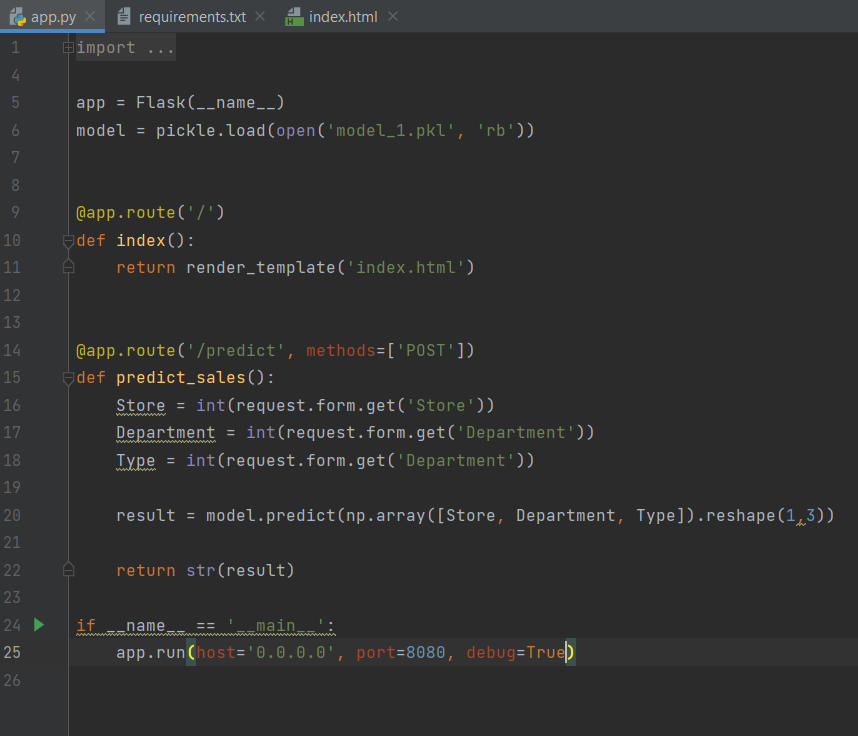 app.py requirements.txt index.html
1 import ...
4
5 app = Flask(__name__)
6 model = pickle.load(open('model_1.pkl', 'rb'))
7
8
9 @app.route('/')
10 def index():
11 return render_template('index.html')
12
13
14 @app.route('/predict', methods=['POST'])
15 def predict_sales():
16 Store = int(request.form.get('Store'))
17 Department = int(request.form.get('Department'))
18 Type = int(request.form.get('Department'))
19
20 result = model.predict(np.array([Store, Department, Type]).reshape(1,3))
21
22 return str(result)
23
24 if __name__ == '__main__':
25 app.run(host='0.0.0.0', port=8080, debug=True)
26